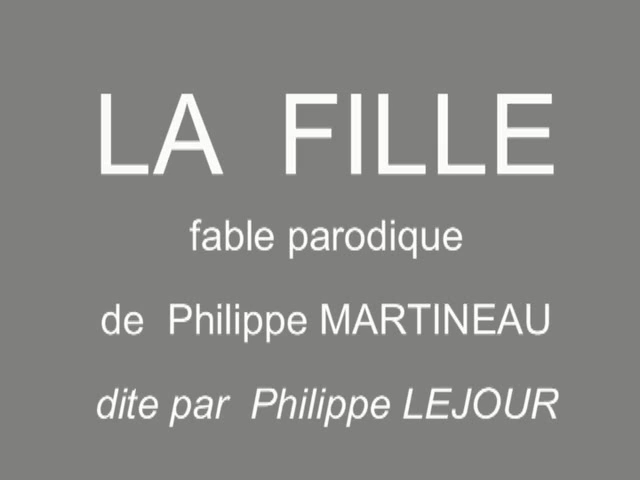 LA FILLE
fable parodique
de Philippe MARTINEAU
dite par Philippe LEJOUR